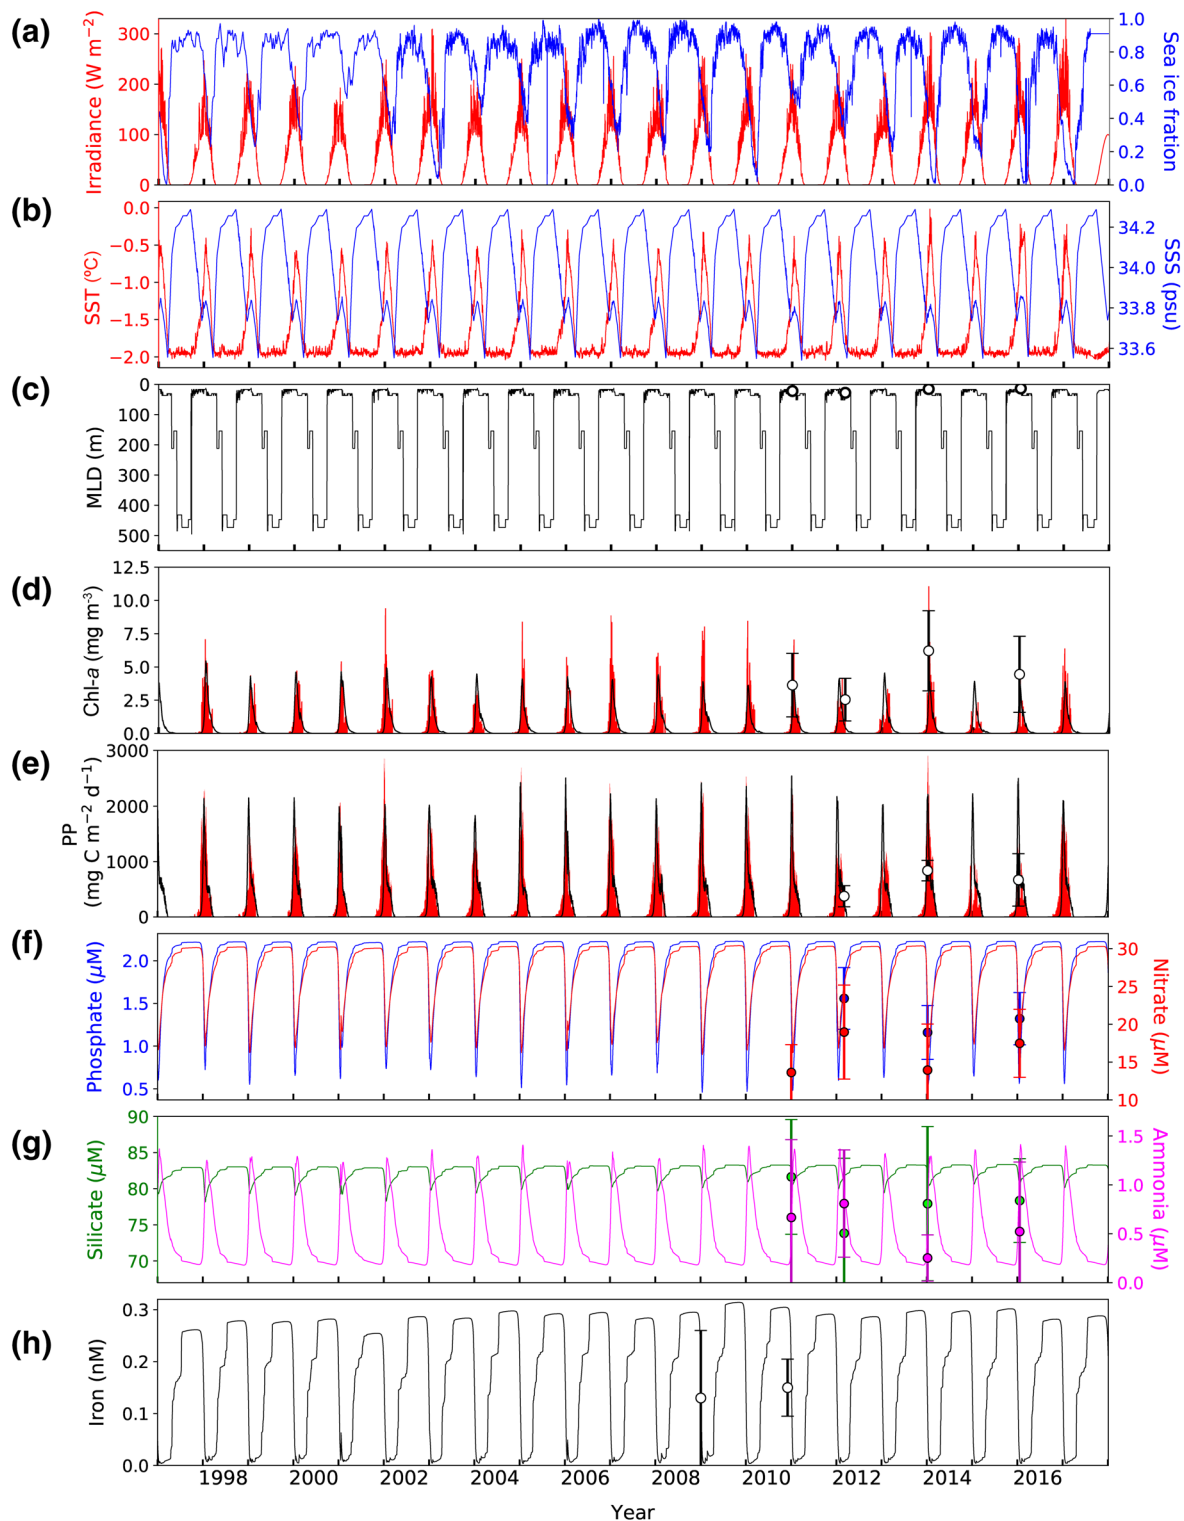 (a)
Irradiance (W m⁻²)
300
200
100
0
1.0
0.8
0.6
0.4
0.2
0.0
Sea ice fration
(b)
SST (ºC)
0.0
−0.5
−1.0
−1.5
−2.0
34.2
34.0
33.8
33.6
SSS (psu)
(c)
MLD (m)
0
100
200
300
400
500
(d)
Chl-a (mg m⁻³)
12.5
10.0
7.5
5.0
2.5
0.0
(e)
PP
(mg C m⁻² d⁻¹)
3000
2000
1000
0
(f)
Phosphate (μM)
2.0
1.5
1.0
0.5
30
25
20
15
10
Nitrate (μM)
(g)
Silicate (μM)
90
85
80
75
70
1.5
1.0
0.5
0.0
Ammonia (μM)
(h)
Iron (nM)
0.3
0.2
0.1
0.0
1998 2000 2002 2004 2006 2008 2010 2012 2014 2016
Year